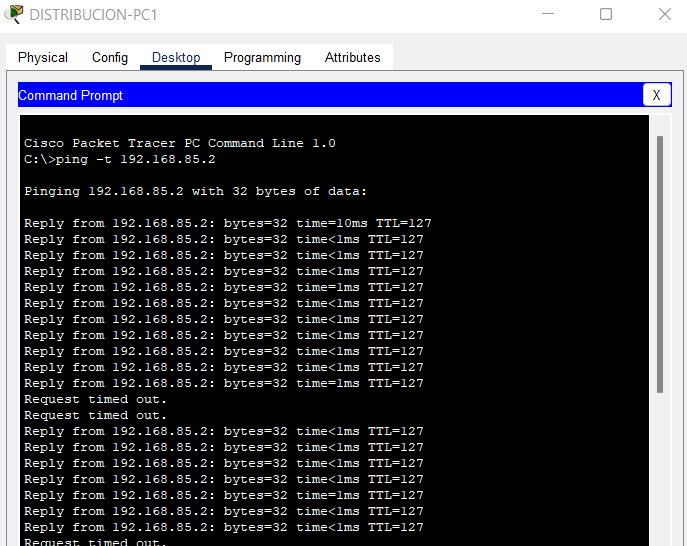 DISTRIBUCION-PC1
Physical Config Desktop Programming Attributes
Command Prompt X
Cisco Packet Tracer PC Command Line 1.0
C:\>ping -t 192.168.85.2
Pinging 192.168.85.2 with 32 bytes of data:
Reply from 192.168.85.2: bytes=32 time=10ms TTL=127
Reply from 192.168.85.2: bytes=32 time<1ms TTL=127
Reply from 192.168.85.2: bytes=32 time<1ms TTL=127
Reply from 192.168.85.2: bytes=32 time<1ms TTL=127
Reply from 192.168.85.2: bytes=32 time=1ms TTL=127
Reply from 192.168.85.2: bytes=32 time<1ms TTL=127
Reply from 192.168.85.2: bytes=32 time<1ms TTL=127
Reply from 192.168.85.2: bytes=32 time<1ms TTL=127
Reply from 192.168.85.2: bytes=32 time<1ms TTL=127
Reply from 192.168.85.2: bytes=32 time<1ms TTL=127
Reply from 192.168.85.2: bytes=32 time=1ms TTL=127
Request timed out.
Request timed out.
Reply from 192.168.85.2: bytes=32 time<1ms TTL=127
Reply from 192.168.85.2: bytes=32 time<1ms TTL=127
Reply from 192.168.85.2: bytes=32 time<1ms TTL=127
Reply from 192.168.85.2: bytes=32 time<1ms TTL=127
Reply from 192.168.85.2: bytes=32 time=1ms TTL=127
Reply from 192.168.85.2: bytes=32 time<1ms TTL=127
Reply from 192.168.85.2: bytes=32 time<1ms TTL=127
Request timed out.